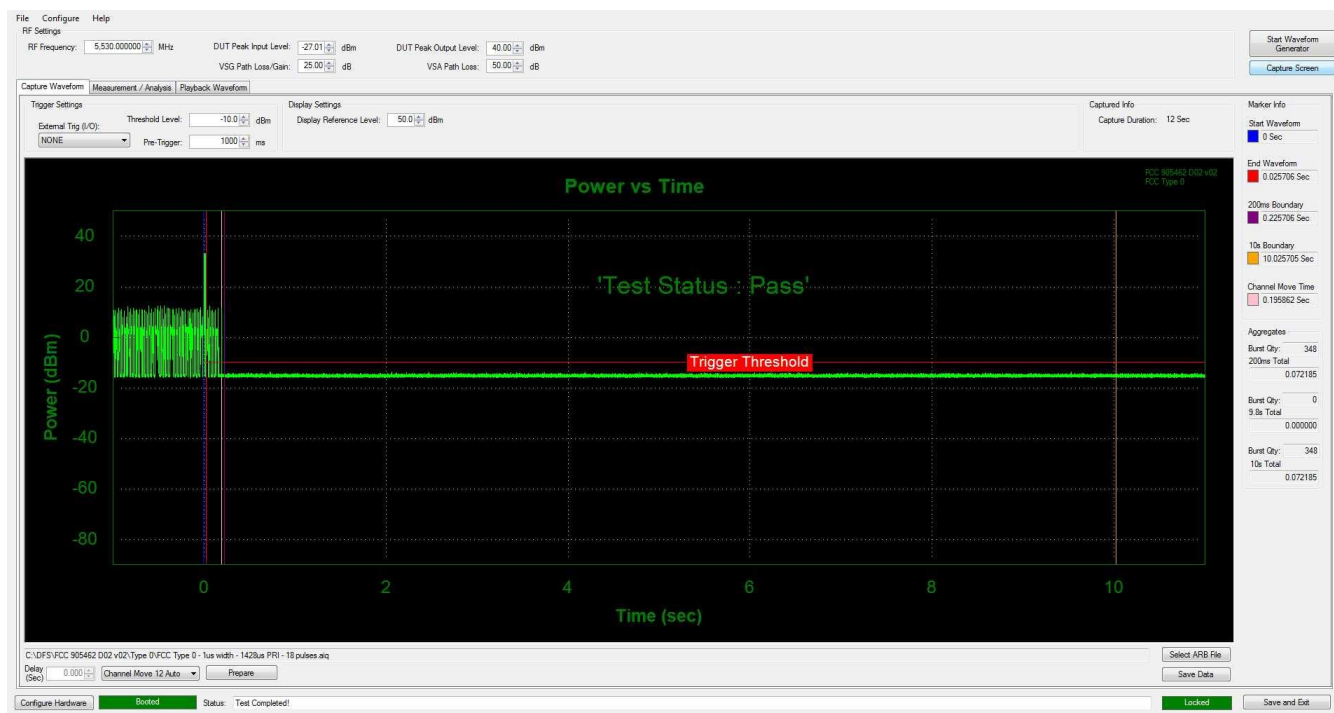 File Configure Help
RF Settings
RF Frequency: 5,530.000000 MHz DUT Peak Input Level: -27.01 dBm DUT Peak Output Level: 40.00 dBm
VSG Path Loss/Gain: 25.00 dB VSA Path Loss: 50.00 dB
Start Waveform Generator
Capture Screen
Capture Waveform Measurement / Analysis Playback Waveform
Trigger Settings
External Trig (I/O): Threshold Level: -10.0 dBm
NONE Pre-Trigger: 1000 ms
Display Settings
Display Reference Level: 50.0 dBm
Captured Info
Capture Duration: 12 Sec
Marker Info
Start Waveform
0 Sec
End Waveform
0.025706 Sec
200ms Boundary
0.225706 Sec
10s Boundary
10.025705 Sec
Channel Move Time
0.195862 Sec
Aggregates
Burst Qty: 348
200ms Total
0.072185
Burst Qty: 0
9.8s Total
0.000000
Burst Qty: 348
10s Total
0.072185
Power vs Time
FCC 905462 D02 v02
FCC Type 0
'Test Status : Pass'
Trigger Threshold
Power (dBm)
40
20
0
-20
-40
-60
-80
0 2 4 6 8 10
Time (sec)
C:\DFS\FCC 905462 D02 v02\Type 0\FCC Type 0 - 1us width - 1428us PRI - 18 pulses.aiq
Select ARB File
Delay (Sec) 0.000 Channel Move 12 Auto Prepare
Save Data
Configure Hardware Booted Status: Test Completed! Locked Save and Exit